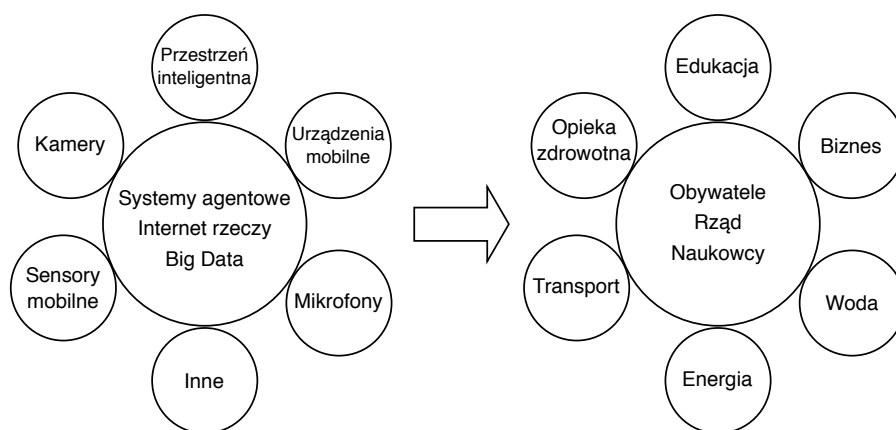 Przestrzeń
inteligentna
Kamery
Urządzenia
mobilne
Systemy agentowe
Internet rzeczy
Big Data
Sensory
mobilne
Mikrofony
Inne
Edukacja
Opieka
zdrowotna
Biznes
Obywatele
Rząd
Naukowcy
Transport
Woda
Energia